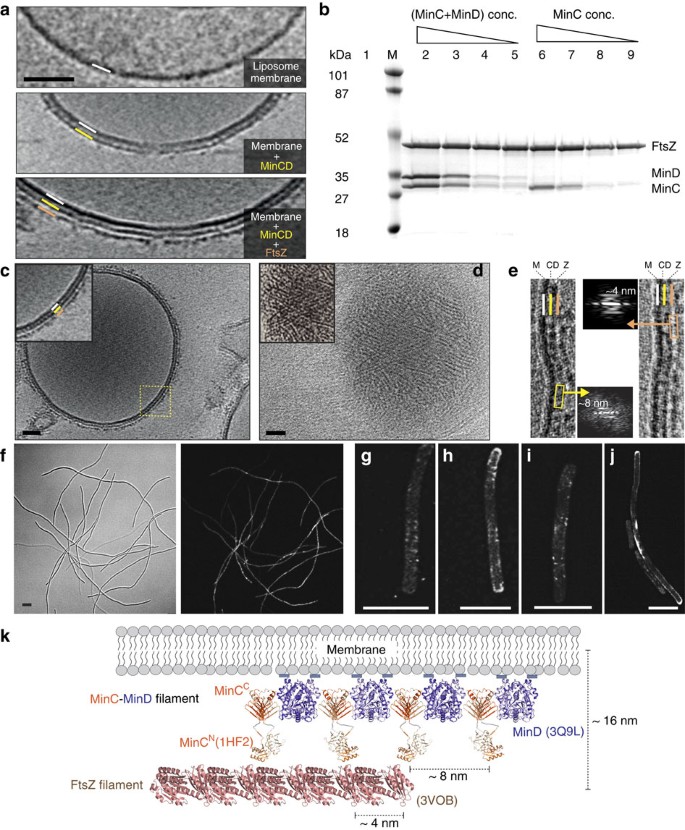 a
Liposome
membrane
Membrane
+
MinCD
Membrane
+
MinCD
+
FtsZ
b
(MinC+MinD) conc.
MinC conc.
kDa 1 M 2 3 4 5 6 7 8 9
101
87
52
35
27
18
FtsZ
MinD
MinC
c
d
e
M CD Z
M CD Z
~4 nm
~8 nm
f
g
h
i
j
k
Membrane
MinC-MinD filament
MinCC
MinD (3Q9L)
MinCN(1HF2)
~ 16 nm
~ 8 nm
FtsZ filament
(3VOB)
~ 4 nm